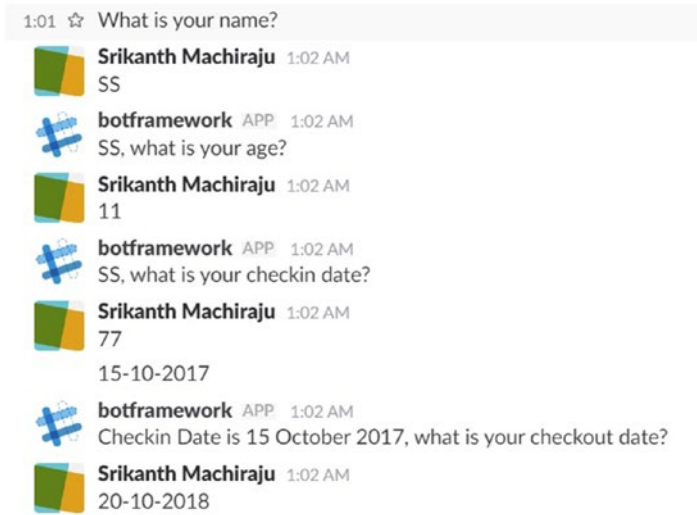 1:01 ☆ What is your name?
Srikanth Machiraju 1:02 AM
SS
botframework APP 1:02 AM
SS, what is your age?
Srikanth Machiraju 1:02 AM
11
botframework APP 1:02 AM
SS, what is your checkin date?
Srikanth Machiraju 1:02 AM
77
15-10-2017
botframework APP 1:02 AM
Checkin Date is 15 October 2017, what is your checkout date?
Srikanth Machiraju 1:02 AM
20-10-2018